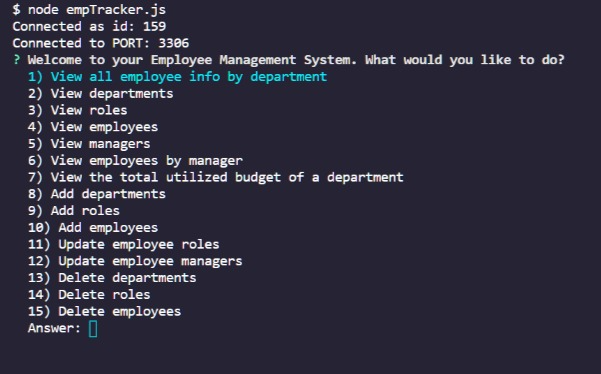 $ node empTracker.js
Connected as id: 159
Connected to PORT: 3306
? Welcome to your Employee Management System. What would you like to do?
1) View all employee info by department
2) View departments
3) View roles
4) View employees
5) View managers
6) View employees by manager
7) View the total utilized budget of a department
8) Add departments
9) Add roles
10) Add employees
11) Update employee roles
12) Update employee managers
13) Delete departments
14) Delete roles
15) Delete employees
Answer: